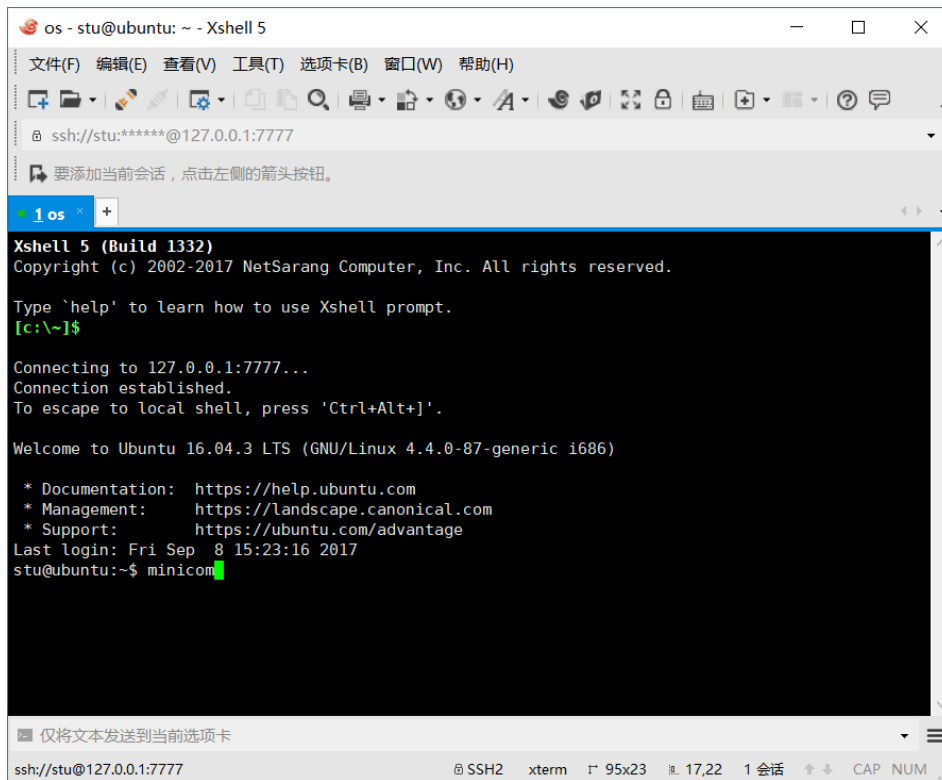 os - stu@ubuntu: ~ - Xshell 5
文件(F) 编辑(E) 查看(V) 工具(T) 选项卡(B) 窗口(W) 帮助(H)
ssh://stu:******@127.0.0.1:7777
要添加当前会话，点击左侧的箭头按钮。
1 os × +
Xshell 5 (Build 1332)
Copyright (c) 2002-2017 NetSarang Computer, Inc. All rights reserved.
Type `help' to learn how to use Xshell prompt.
[c:\~]$
Connecting to 127.0.0.1:7777...
Connection established.
To escape to local shell, press 'Ctrl+Alt+]'.
Welcome to Ubuntu 16.04.3 LTS (GNU/Linux 4.4.0-87-generic i686)
* Documentation:  https://help.ubuntu.com
* Management:     https://landscape.canonical.com
* Support:        https://ubuntu.com/advantage
Last login: Fri Sep  8 15:23:16 2017
stu@ubuntu:~$ minicom
仅将文本发送到当前选项卡
ssh://stu@127.0.0.1:7777 SSH2 xterm 95x23 17,22 1 会话 CAP NUM